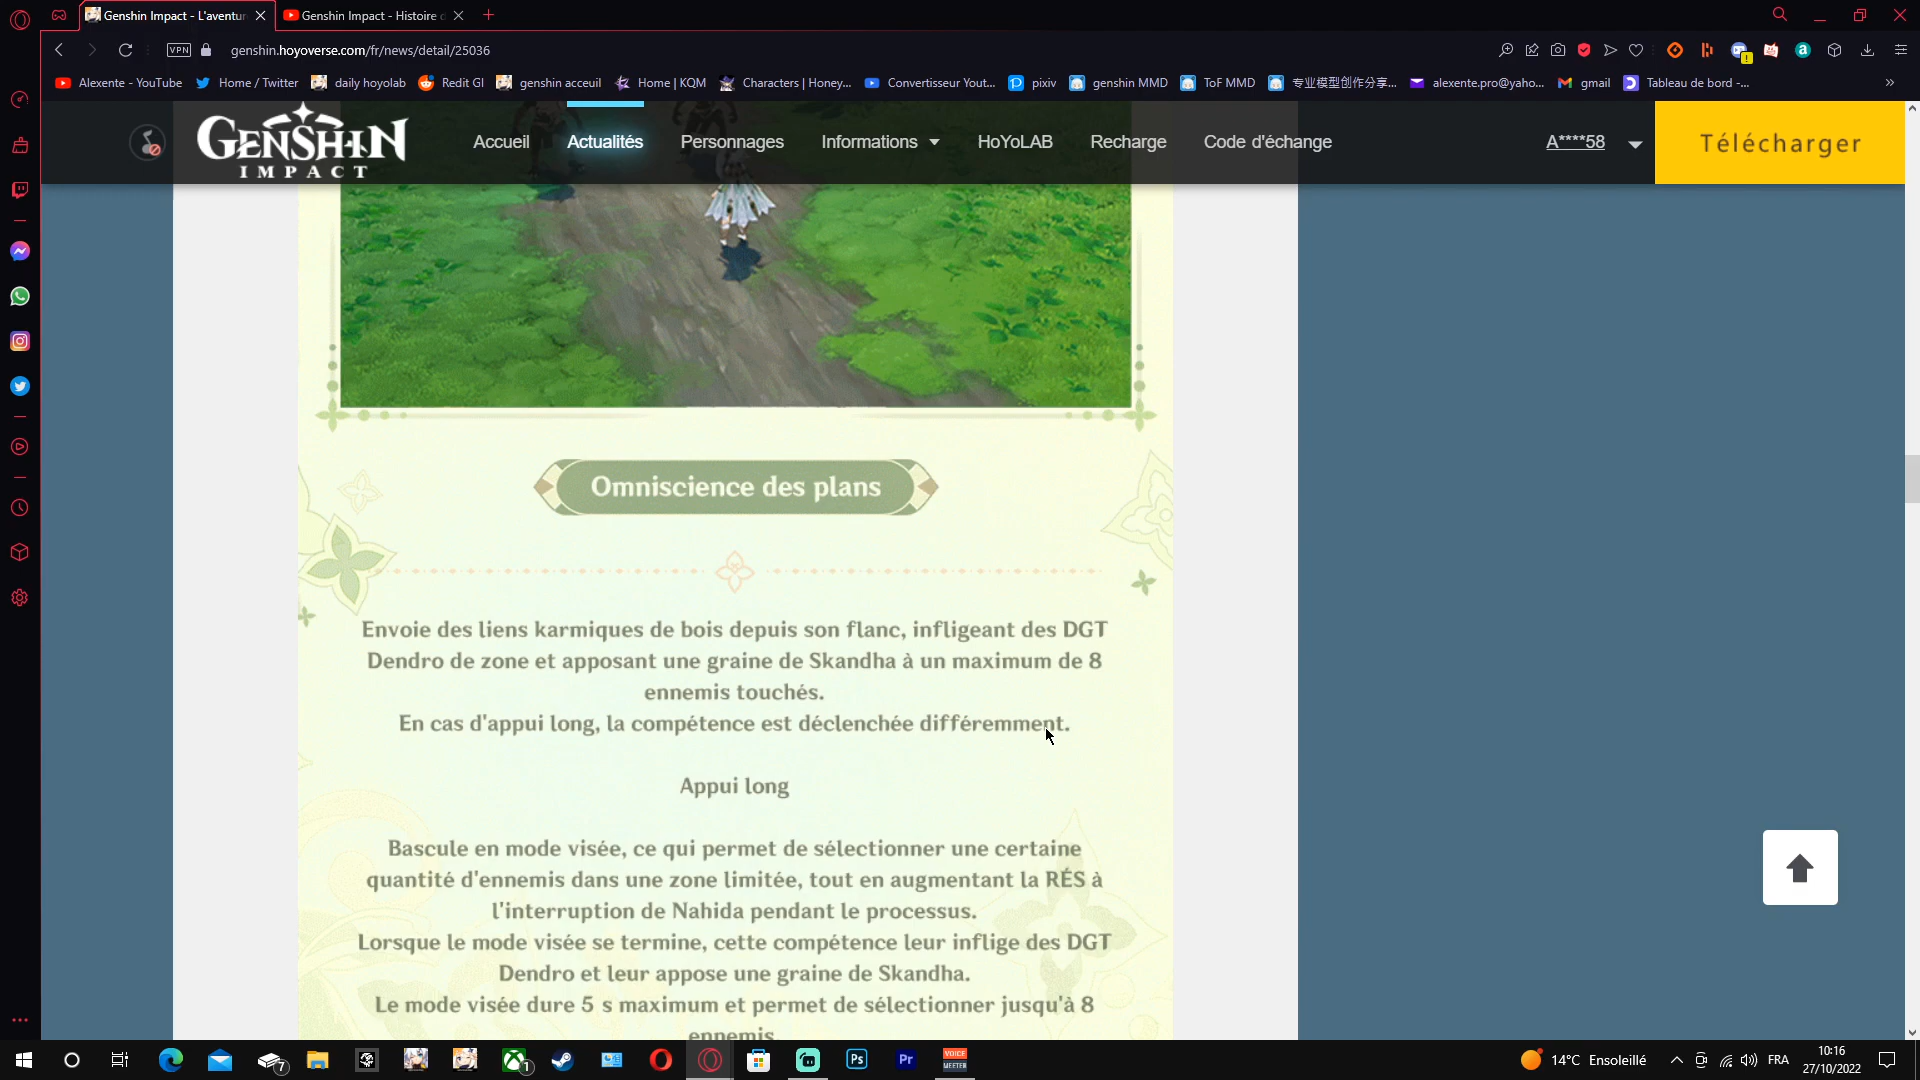 Genshin Impact - L'aventur
Genshin Impact - Histoire d
VPN
genshin.hoyoverse.com/fr/news/detail/25036
Alexente - YouTube
Home / Twitter
daily hoyolab
Redit GI
genshin acceuil
Home | KQM
Characters | Honey...
Convertisseur Yout...
pixiv
genshin MMD
ToF MMD
专业模型创作分享...
alexente.pro@yaho...
gmail
Tableau de bord -...
GENSHIN
IMPACT
Accueil
Actualités
Personnages
Informations
HoYoLAB
Recharge
Code d'échange
A****58
Télécharger
Omniscience des plans
Envoie des liens karmiques de bois depuis son flanc, infligeant des DGT
Dendro de zone et apposant une graine de Skandha à un maximum de 8
ennemis touchés.
En cas d'appui long, la compétence est déclenchée différemment.
Appui long
Bascule en mode visée, ce qui permet de sélectionner une certaine
quantité d'ennemis dans une zone limitée, tout en augmentant la RÉS à
l'interruption de Nahida pendant le processus.
Lorsque le mode visée se termine, cette compétence leur inflige des DGT
Dendro et leur appose une graine de Skandha.
Le mode visée dure 5 s maximum et permet de sélectionner jusqu'à 8
ennemis.
7
1
Ps
Pr
VOICE
MEETER
14°C Ensoleillé
FRA
10:16
27/10/2022